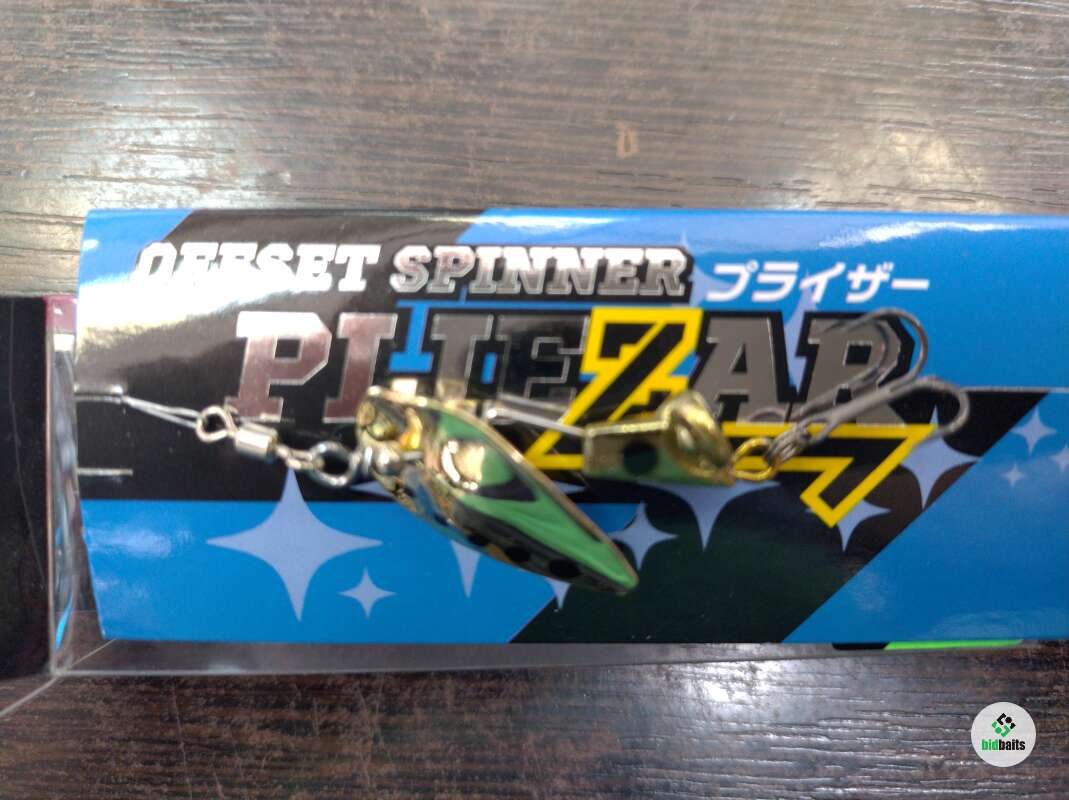 OFFSET SPINNER プライザー
PLIEZAR
bidbaits